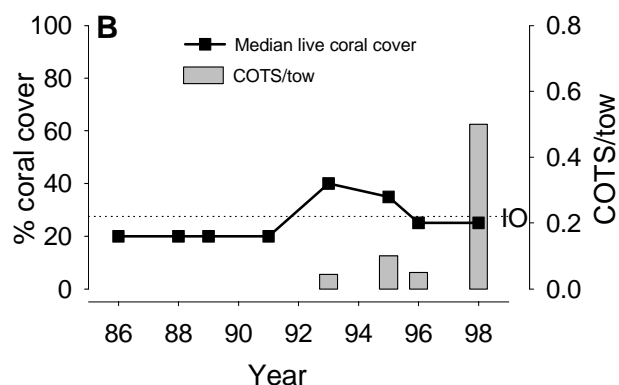 B
Median live coral cover
COTS/tow
% coral cover
100
80
60
40
20
0
COTS/tow
0.8
0.6
0.4
0.2
0.0
IO
86 88 90 92 94 96 98
Year